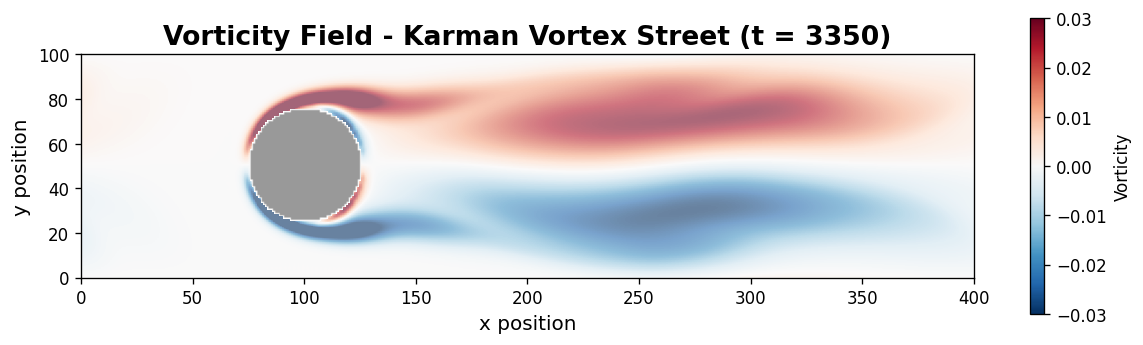 Vorticity Field - Karman Vortex Street (t = 3350)
100
80
60
40
20
0
y position
0 50 100 150 200 250 300 350 400
x position
0.03
0.02
0.01
0.00
−0.01
−0.02
−0.03
Vorticity